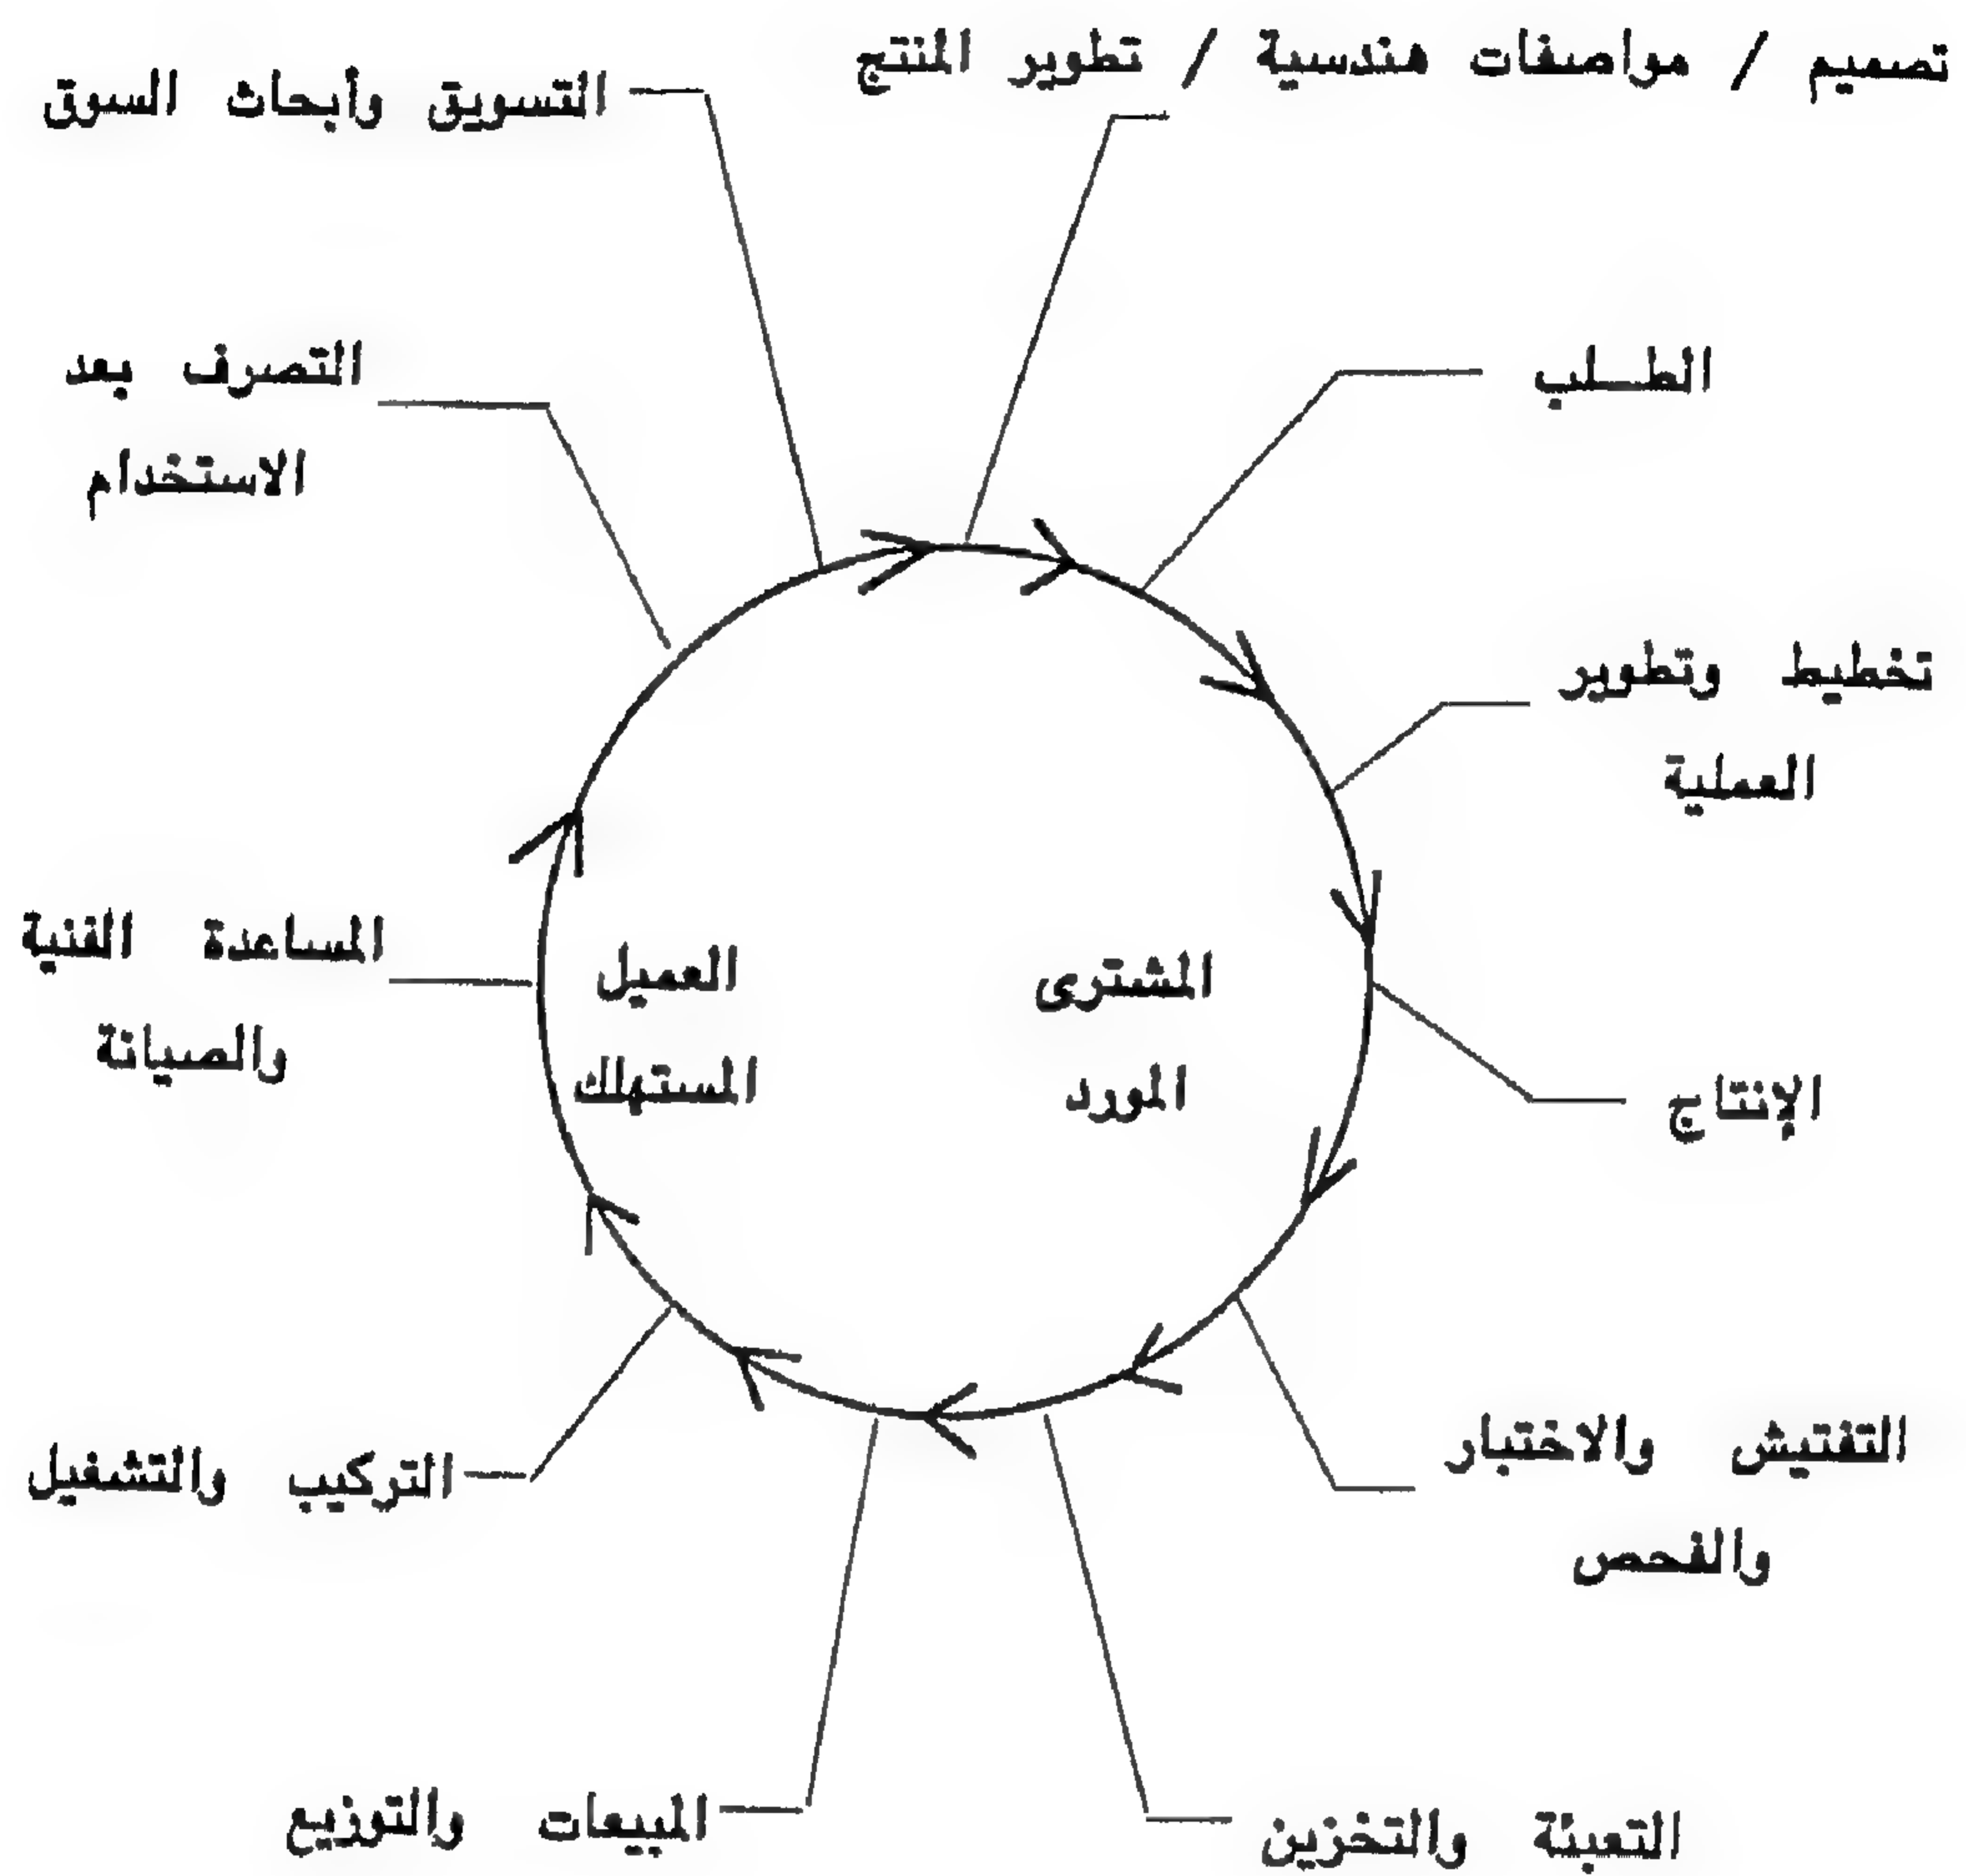 تصميم / مواصفات هندسية / تطوير المنتج
التسويق وأبحاث السوق
الطلب
التصرف بعد
الاستخدام
تخطيط وتطوير
العملية
المساعدة الفنية
والصيانة
المشترى
المورد
العميل
المستهلك
الإنتاج
التفتيش والاختبار
والفحص
التركيب والتشغيل
التعبئة والتخزين
المبيعات والتوزيع